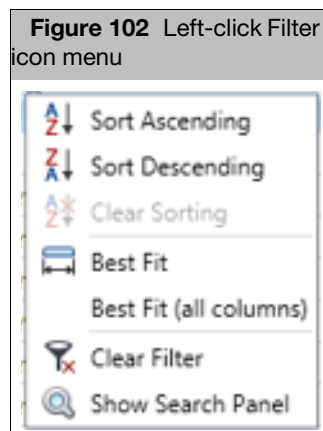 Figure 102 Left-click Filter
icon menu
Sort Ascending
Sort Descending
Clear Sorting
Best Fit
Best Fit (all columns)
Clear Filter
Show Search Panel